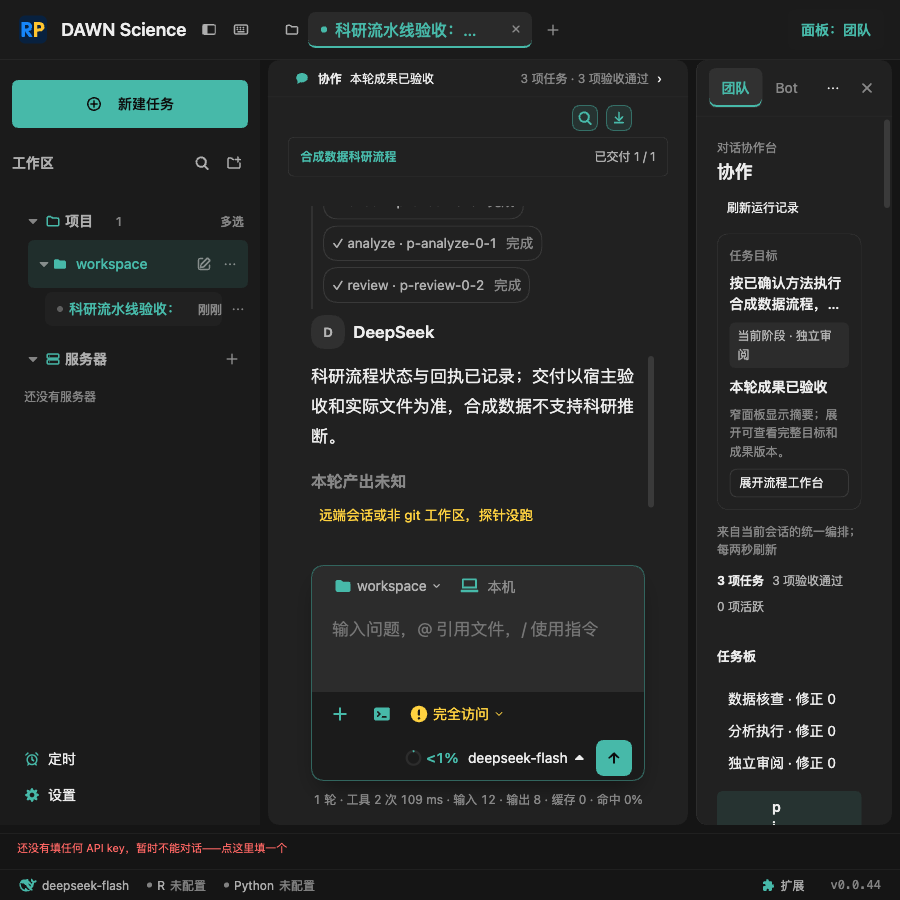 RP DAWN Science
科研流水线验收：...
面板：团队
新建任务
工作区
项目 1 多选
workspace
科研流水线验收： 刚刚
服务器
还没有服务器
定时
设置
协作 本轮成果已验收 3 项任务 · 3 项验收通过
合成数据科研流程 已交付 1 / 1
analyze · p-analyze-0-1 完成
review · p-review-0-2 完成
D DeepSeek
科研流程状态与回执已记录；交付以宿主验
收和实际文件为准，合成数据不支持科研推
断。
本轮产出未知
远端会话或非 git 工作区，探针没跑
workspace 本机
输入问题，@ 引用文件，/ 使用指令
完全访问
<1% deepseek-flash
1 轮 · 工具 2 次 109 ms · 输入 12 · 输出 8 · 缓存 0 · 命中 0%
团队 Bot
对话协作台
协作
刷新运行记录
任务目标
按已确认方法执行
合成数据流程，...
当前阶段 · 独立审
阅
本轮成果已验收
窄面板显示摘要；展
开可查看完整目标和
成果版本。
展开流程工作台
来自当前会话的统一编排；
每两秒刷新
3 项任务 3 项验收通过
0 项活跃
任务板
数据核查 · 修正 0
分析执行 · 修正 0
独立审阅 · 修正 0
p
还没有填任何 API key，暂时不能对话——点这里填一个
deepseek-flash R 未配置 Python 未配置
扩展 v0.0.44